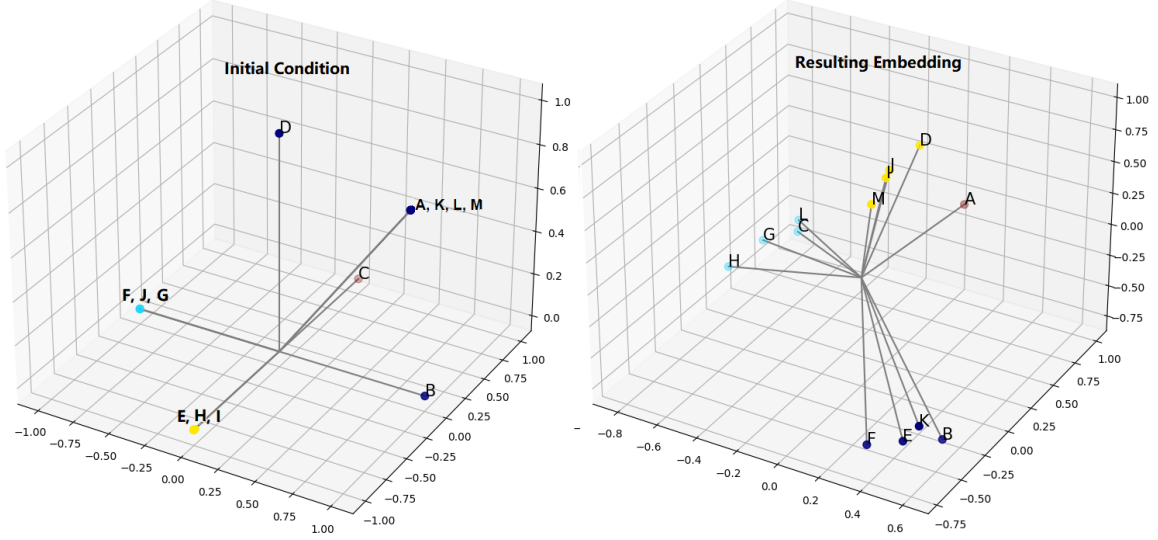 Initial Condition
D
A, K, L, M
C
F, J, G
B
E, H, I
1.0
0.8
0.6
0.4
0.2
0.0
−1.00
−0.75
−0.50
−0.25
0.00
0.25
0.50
0.75
1.00
1.00
0.75
0.50
0.25
0.00
−0.25
−0.50
−0.75
−1.00
Resulting Embedding
D
J
M
A
C
G
H
K
B
E
F
1.00
0.75
0.50
0.25
0.00
−0.25
−0.50
−0.75
−0.8
−0.6
−0.4
−0.2
0.0
0.2
0.4
0.6
1.00
0.75
0.50
0.25
0.00
−0.25
−0.50
−0.75